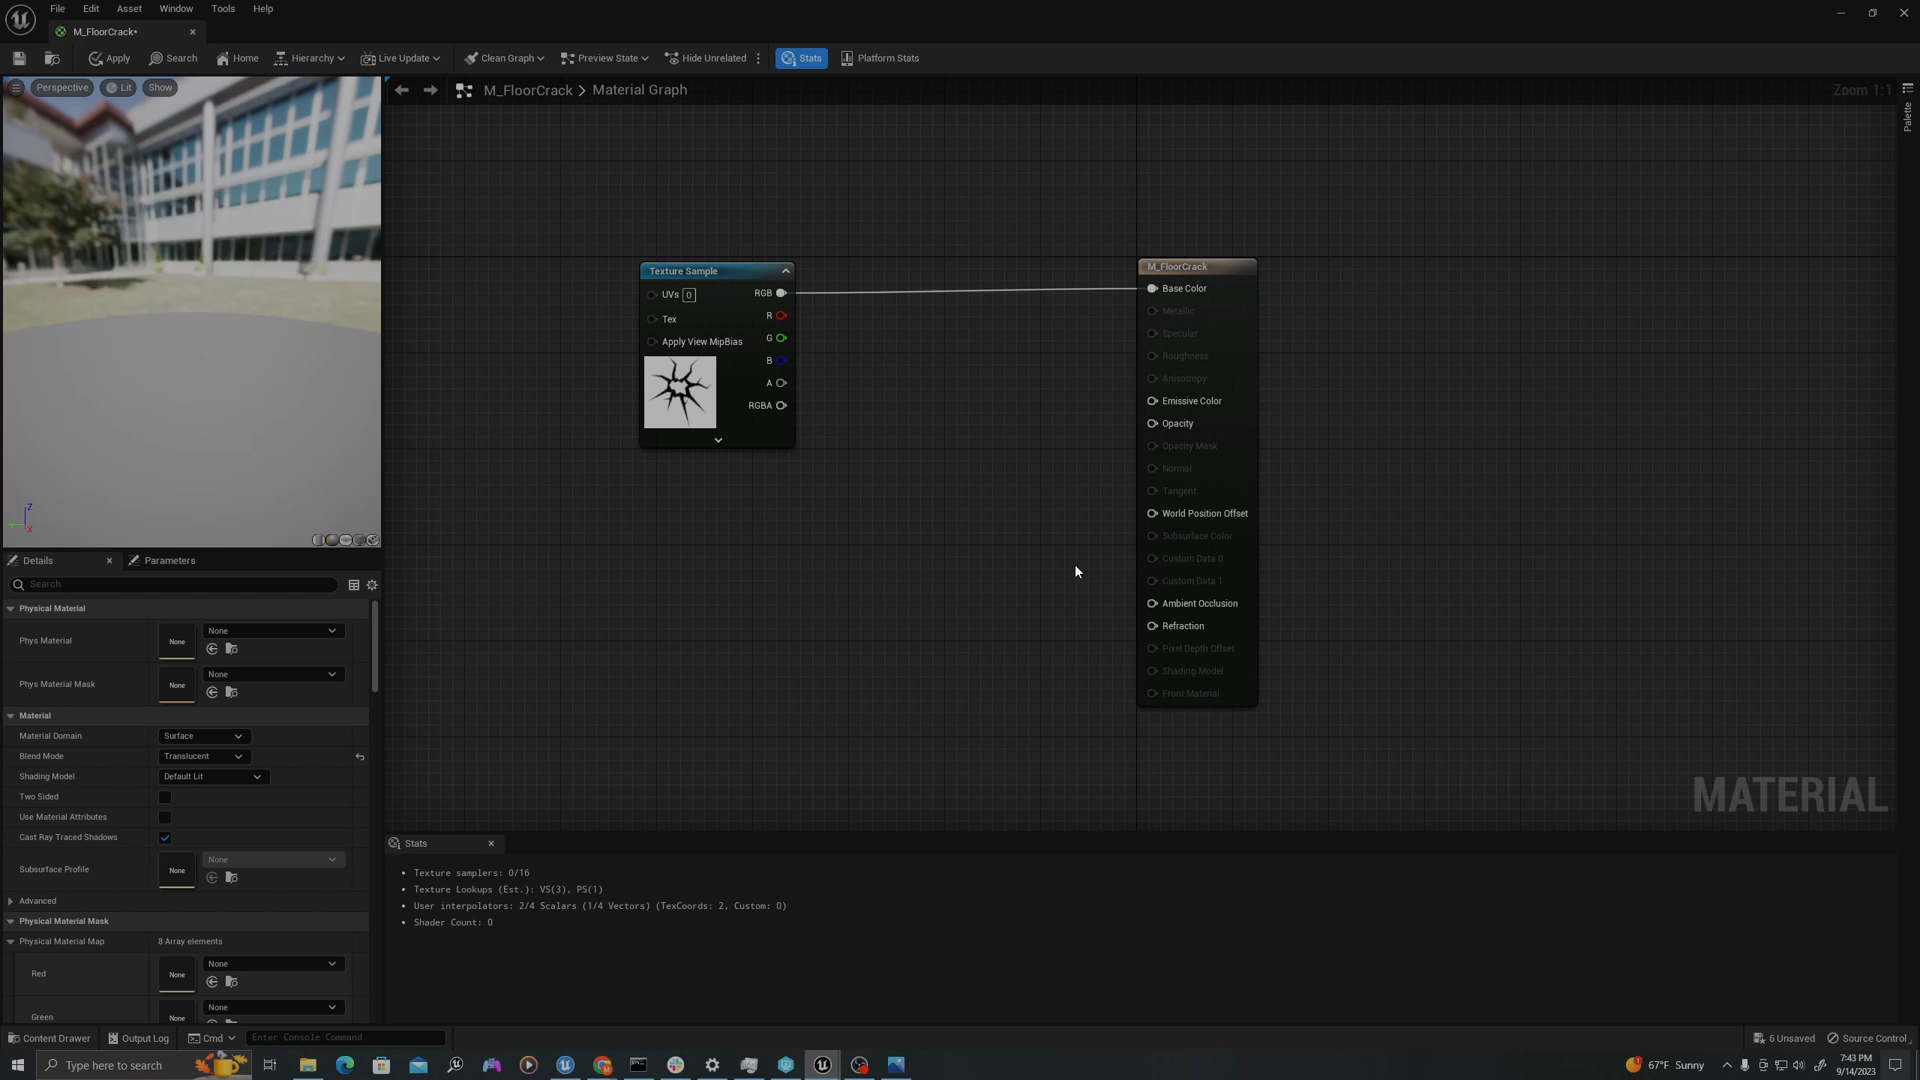 File Edit Asset Window Tools Help
M_FloorCrack*
Apply Search Home Hierarchy Live Update Clean Graph Preview State Hide Unrelated Stats Platform Stats
Perspective Lit Show
M_FloorCrack > Material Graph
Zoom 1:1
Palette
Texture Sample
UVs 0
Tex
Apply View MipBias
RGB
R
G
B
A
RGBA
M_FloorCrack
Base Color
Metallic
Specular
Roughness
Anisotropy
Emissive Color
Opacity
Opacity Mask
Normal
Tangent
World Position Offset
Subsurface Color
Custom Data 0
Custom Data 1
Ambient Occlusion
Refraction
Pixel Depth Offset
Shading Model
Front Material
MATERIAL
Z
X
Details Parameters
Search
Physical Material
Phys Material None None
Phys Material Mask None None
Material
Material Domain Surface
Blend Mode Translucent
Shading Model Default Lit
Two Sided
Use Material Attributes
Cast Ray Traced Shadows
Subsurface Profile None None
Advanced
Physical Material Mask
Physical Material Map 8 Array elements
Red None None
Green None None
Stats
Texture samplers: 0/16
Texture Lookups (Est.): VS(3), PS(1)
User interpolators: 2/4 Scalars (1/4 Vectors) (TexCoords: 2, Custom: 0)
Shader Count: 0
Content Drawer Output Log Cmd Enter Console Command
6 Unsaved Source Control
Type here to search
67°F Sunny
7:43 PM
9/14/2023